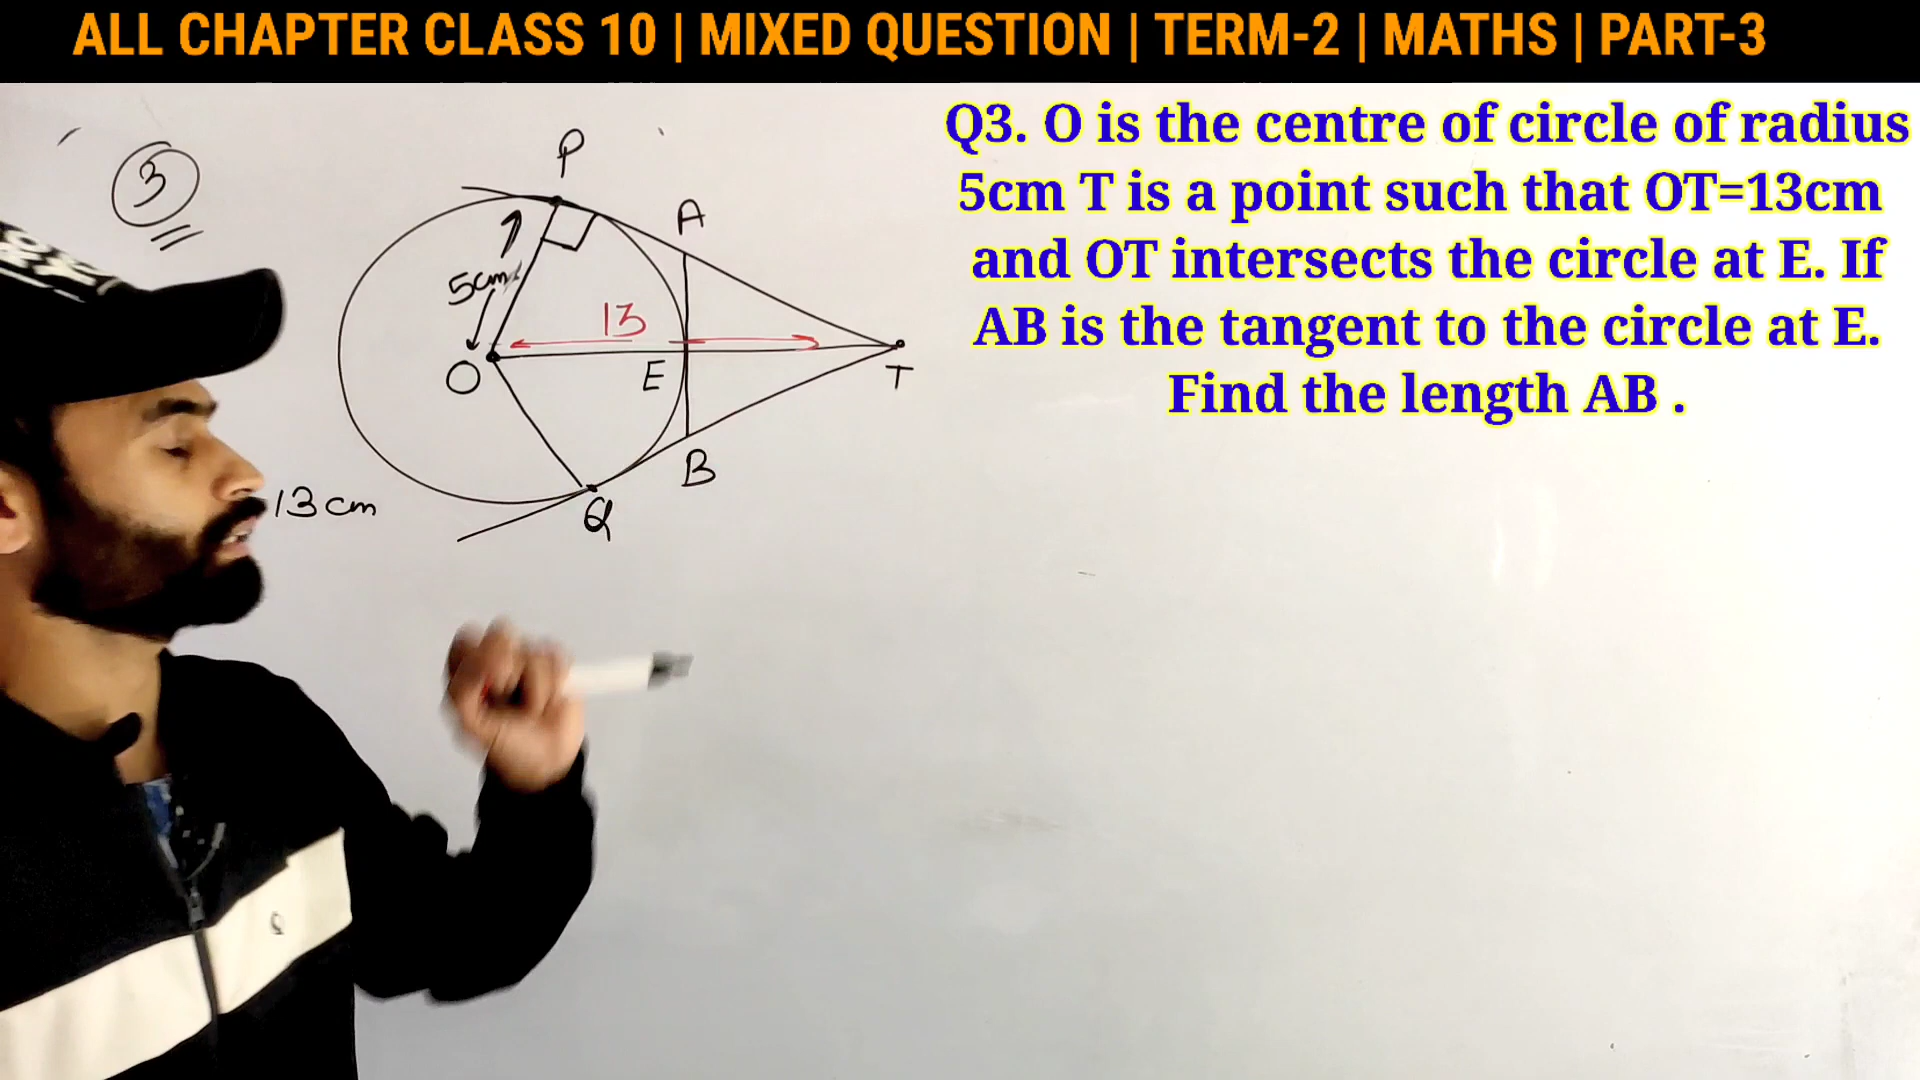 ALL CHAPTER CLASS 10 | MIXED QUESTION | TERM-2 | MATHS | PART-3
Q3. O is the centre of circle of radius
5cm T is a point such that OT=13cm
and OT intersects the circle at E. If
AB is the tangent to the circle at E.
Find the length AB .
3
P
A
5cm
13
O
E
T
B
13 cm
Q